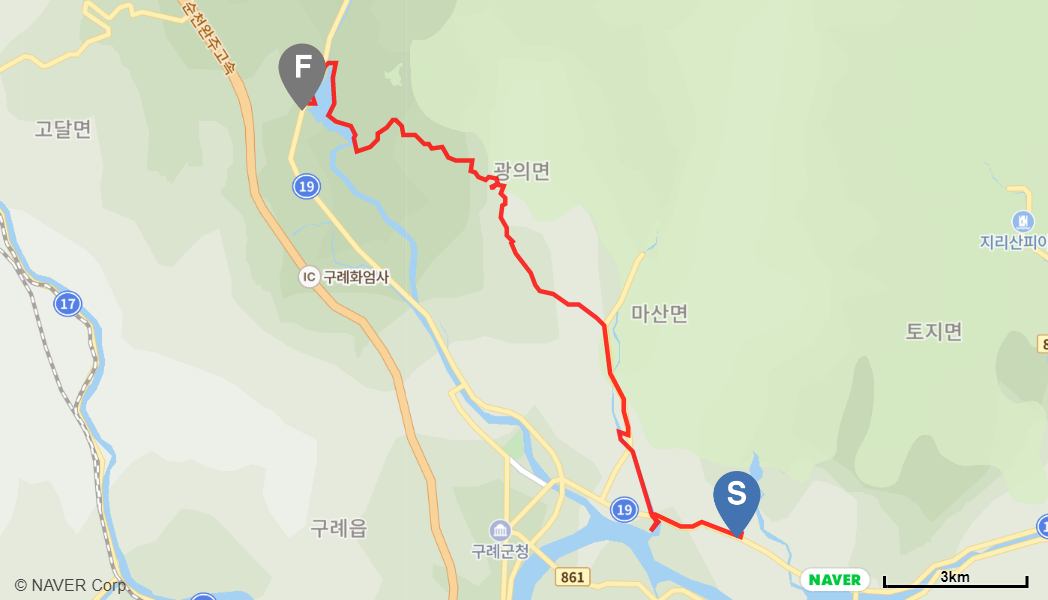 순천완주고속
F
고달면
광의면
19
지리산피아
IC 구례화엄사
17
마산면
토지면
8
S
19
구례읍
구례군청
861
NAVER
3km
© NAVER Corp.